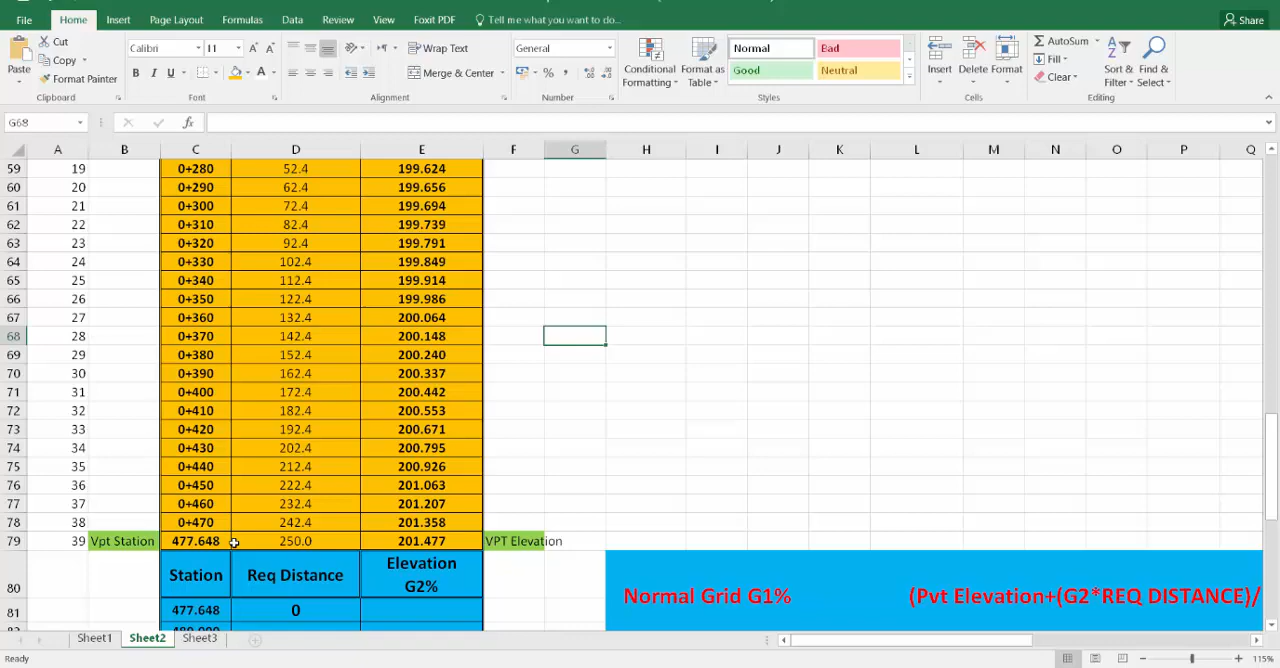 File Home Insert Page Layout Formulas Data Review View Foxit PDF Tell me what you want to do... Share
Paste Cut Copy Format Painter Calibri 11 Wrap Text Merge & Center General Conditional Formatting Format as Table Normal Bad Good Neutral Insert Delete Format AutoSum Fill Clear Sort & Filter Find & Select
Clipboard Font Alignment Number Styles Cells Editing
G68 fx
A B C D E F G H I J K L M N O P Q
59 19 0+280 52.4 199.624
60 20 0+290 62.4 199.656
61 21 0+300 72.4 199.694
62 22 0+310 82.4 199.739
63 23 0+320 92.4 199.791
64 24 0+330 102.4 199.849
65 25 0+340 112.4 199.914
66 26 0+350 122.4 199.986
67 27 0+360 132.4 200.064
68 28 0+370 142.4 200.148
69 29 0+380 152.4 200.240
70 30 0+390 162.4 200.337
71 31 0+400 172.4 200.442
72 32 0+410 182.4 200.553
73 33 0+420 192.4 200.671
74 34 0+430 202.4 200.795
75 35 0+440 212.4 200.926
76 36 0+450 222.4 201.063
77 37 0+460 232.4 201.207
78 38 0+470 242.4 201.358
79 39 Vpt Station 477.648 250.0 201.477 VPT Elevation
80 Station Req Distance Elevation G2% Normal Grid G1% (Pvt Elevation+(G2*REQ DISTANCE)/
81 477.648 0
Sheet1 Sheet2 Sheet3
Ready 115%